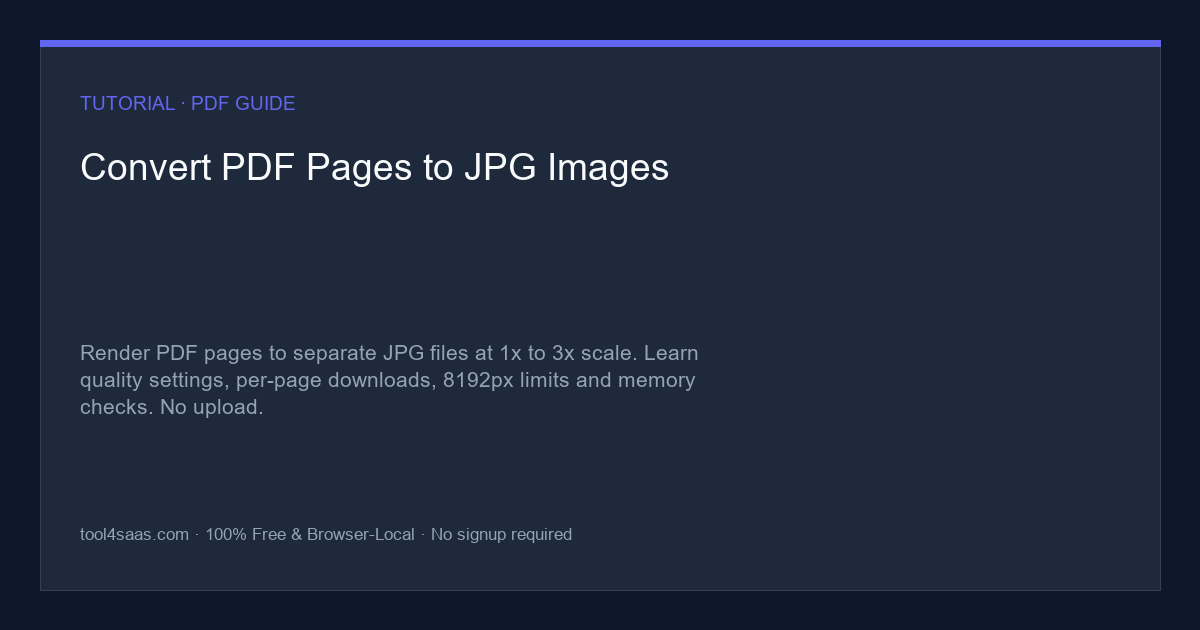 TUTORIAL · PDF GUIDE
Convert PDF Pages to JPG Images
Render PDF pages to separate JPG files at 1x to 3x scale. Learn
quality settings, per-page downloads, 8192px limits and memory
checks. No upload.
tool4saas.com · 100% Free & Browser-Local · No signup required